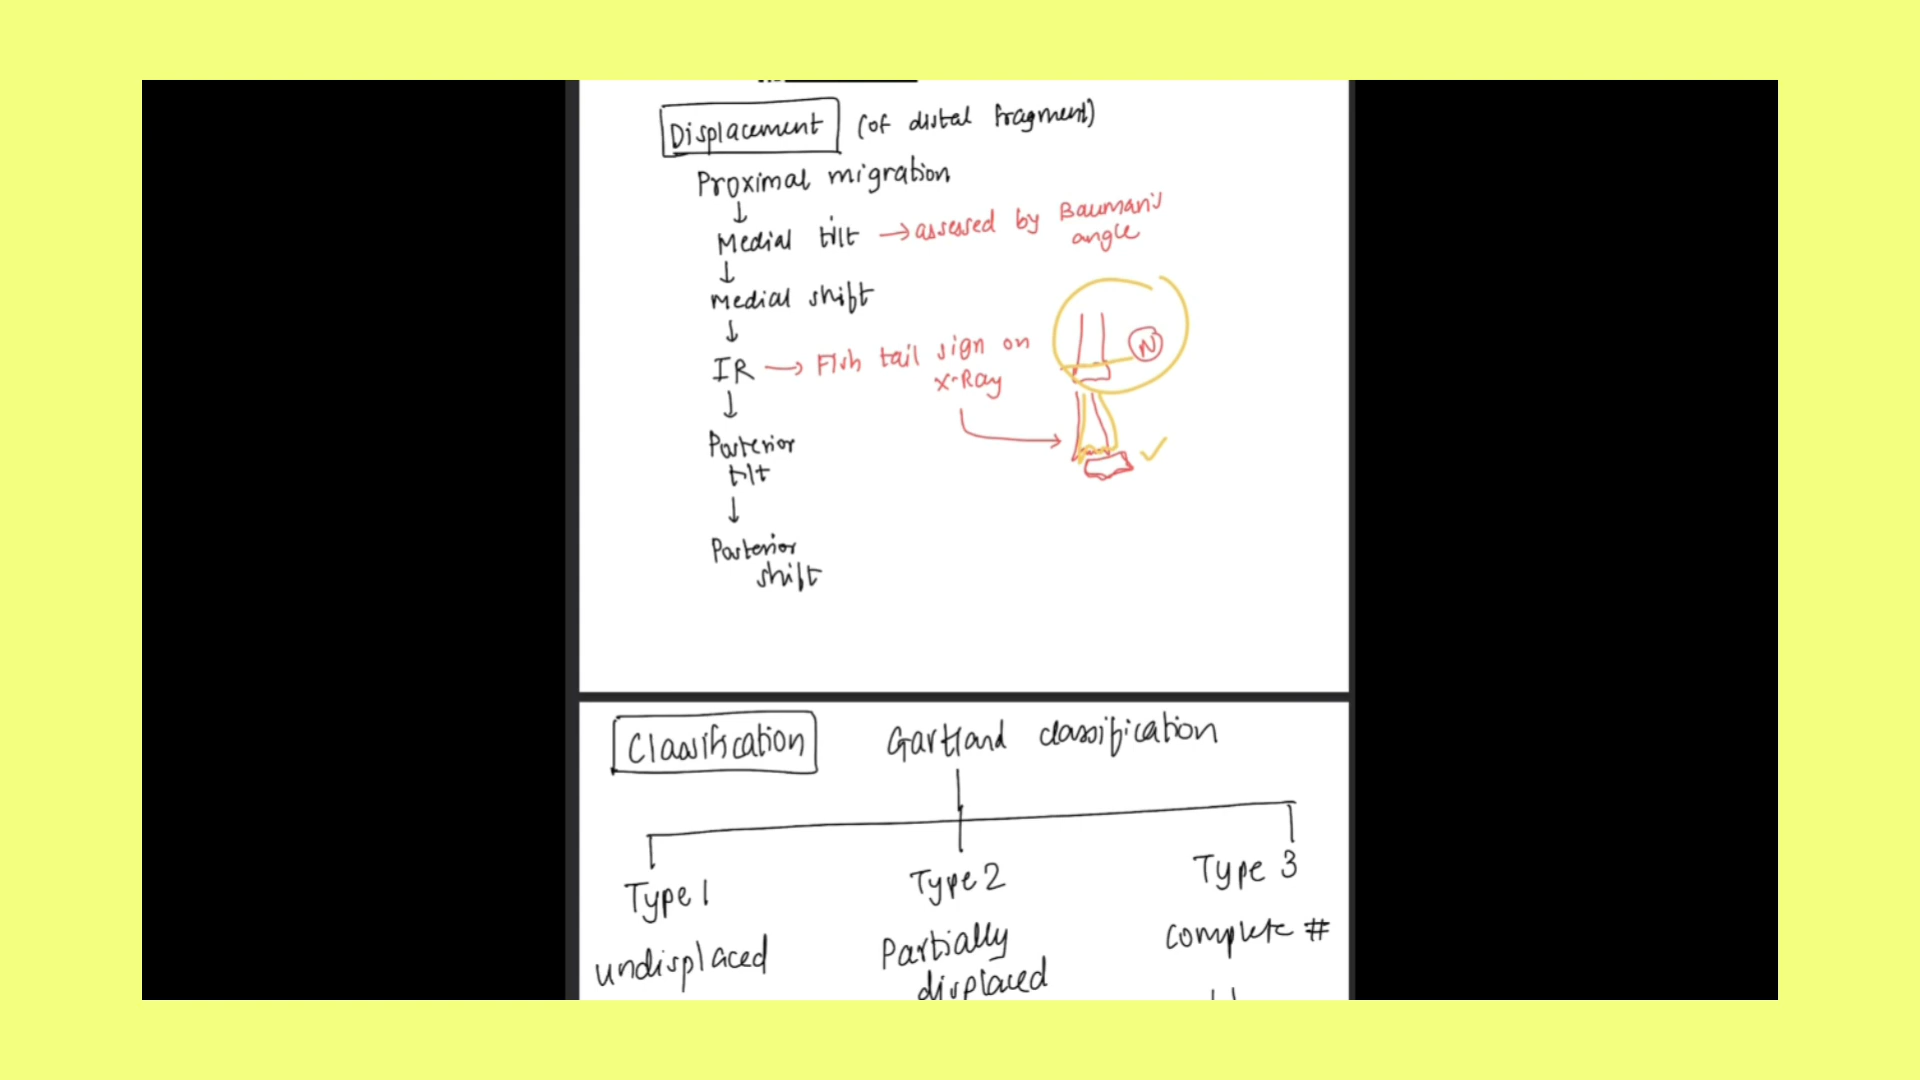 Displacement (of distal fragment)
Proximal migration
↓
Medial tilt → assessed by Bauman's
angle
↓
Medial shift
↓
IR → Fish tail sign on
X-Ray
N
↓
Posterior
tilt
↓
Posterior
shift
Classification Gartland classification
Type 1 Type 2 Type 3
undisplaced Partially complete #
displaced